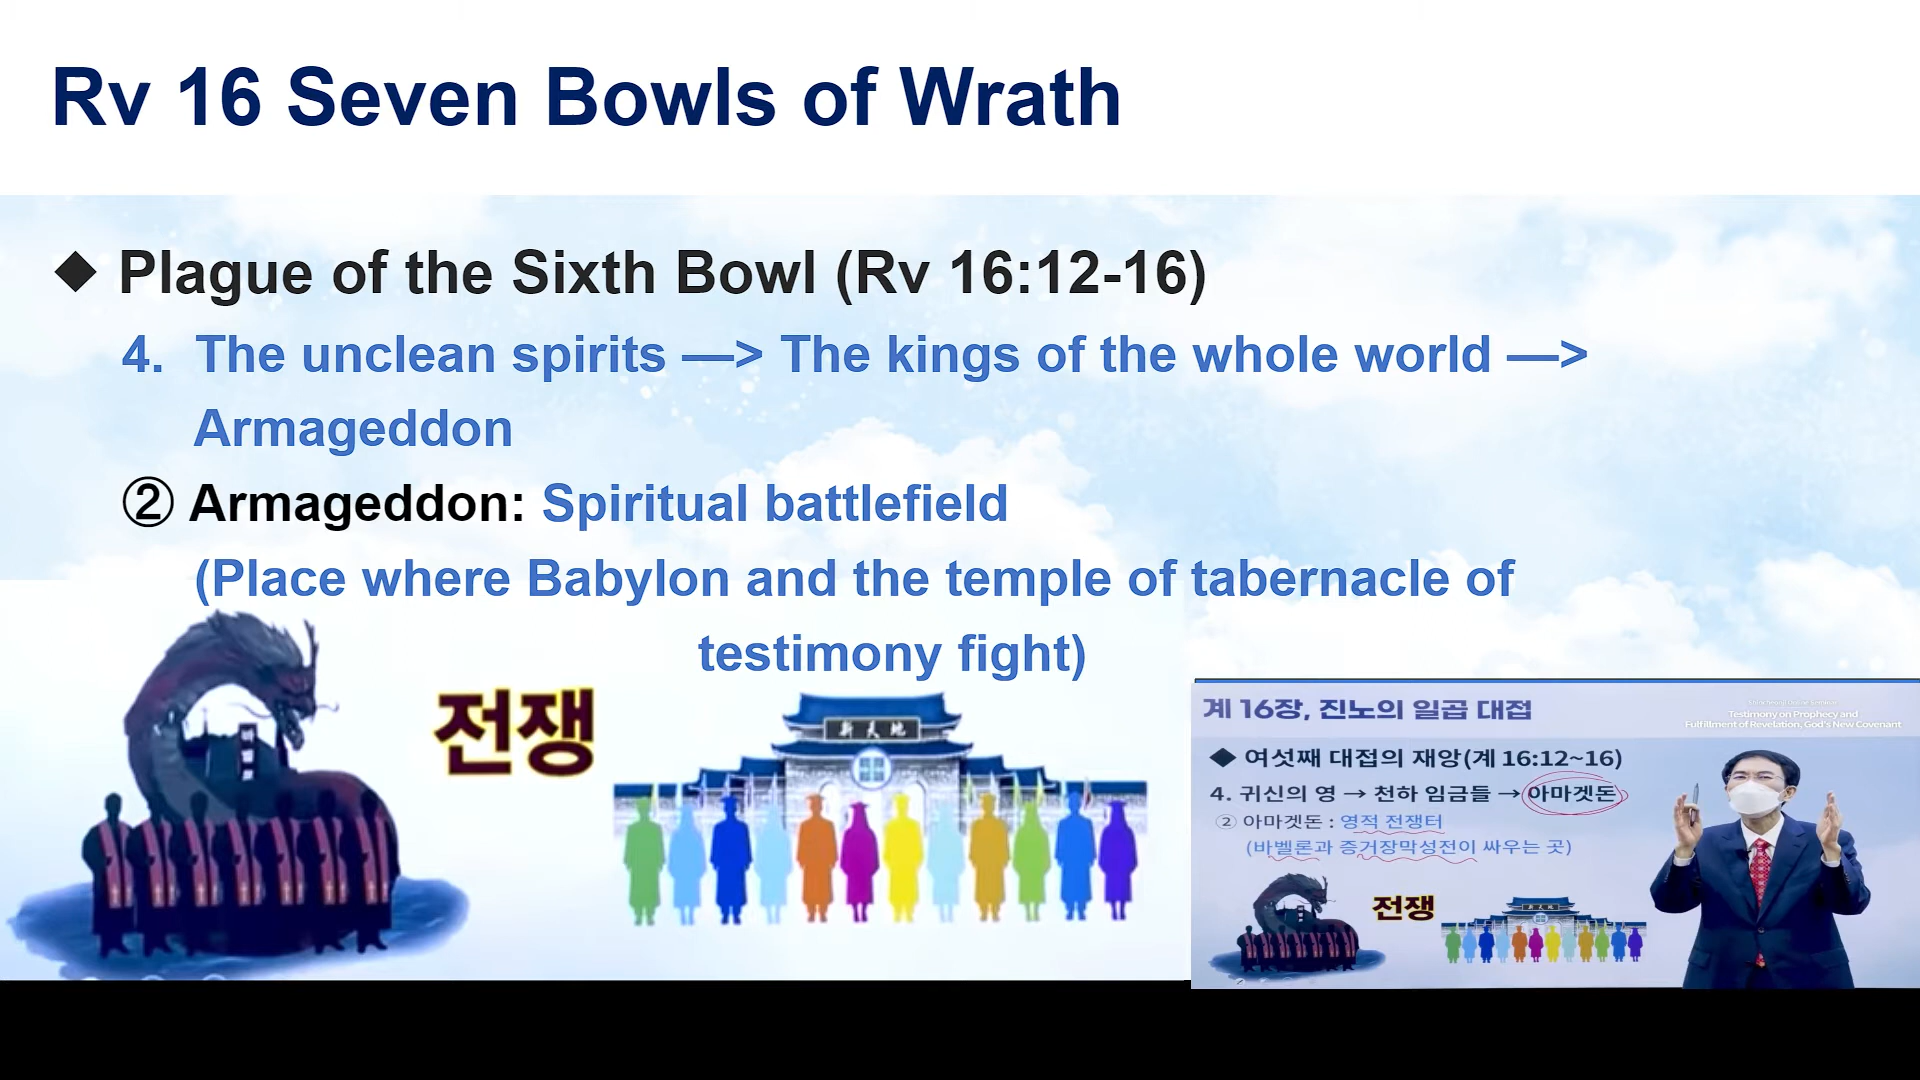 Rv 16 Seven Bowls of Wrath
◆ Plague of the Sixth Bowl (Rv 16:12-16)
4. The unclean spirits —> The kings of the whole world —>
Armageddon
② Armageddon: Spiritual battlefield
(Place where Babylon and the temple of tabernacle of
testimony fight)
바벨론
전쟁
新天地
계 16장, 진노의 일곱 대접
Testimony on Prophecy and
Fulfillment of Revelation, God's New Covenant
◆ 여섯째 대접의 재앙(계 16:12~16)
4. 귀신의 영 → 천하 임금들 → 아마겟돈
② 아마겟돈 : 영적 전쟁터
(바벨론과 증거장막성전이 싸우는 곳)
전쟁
新天地